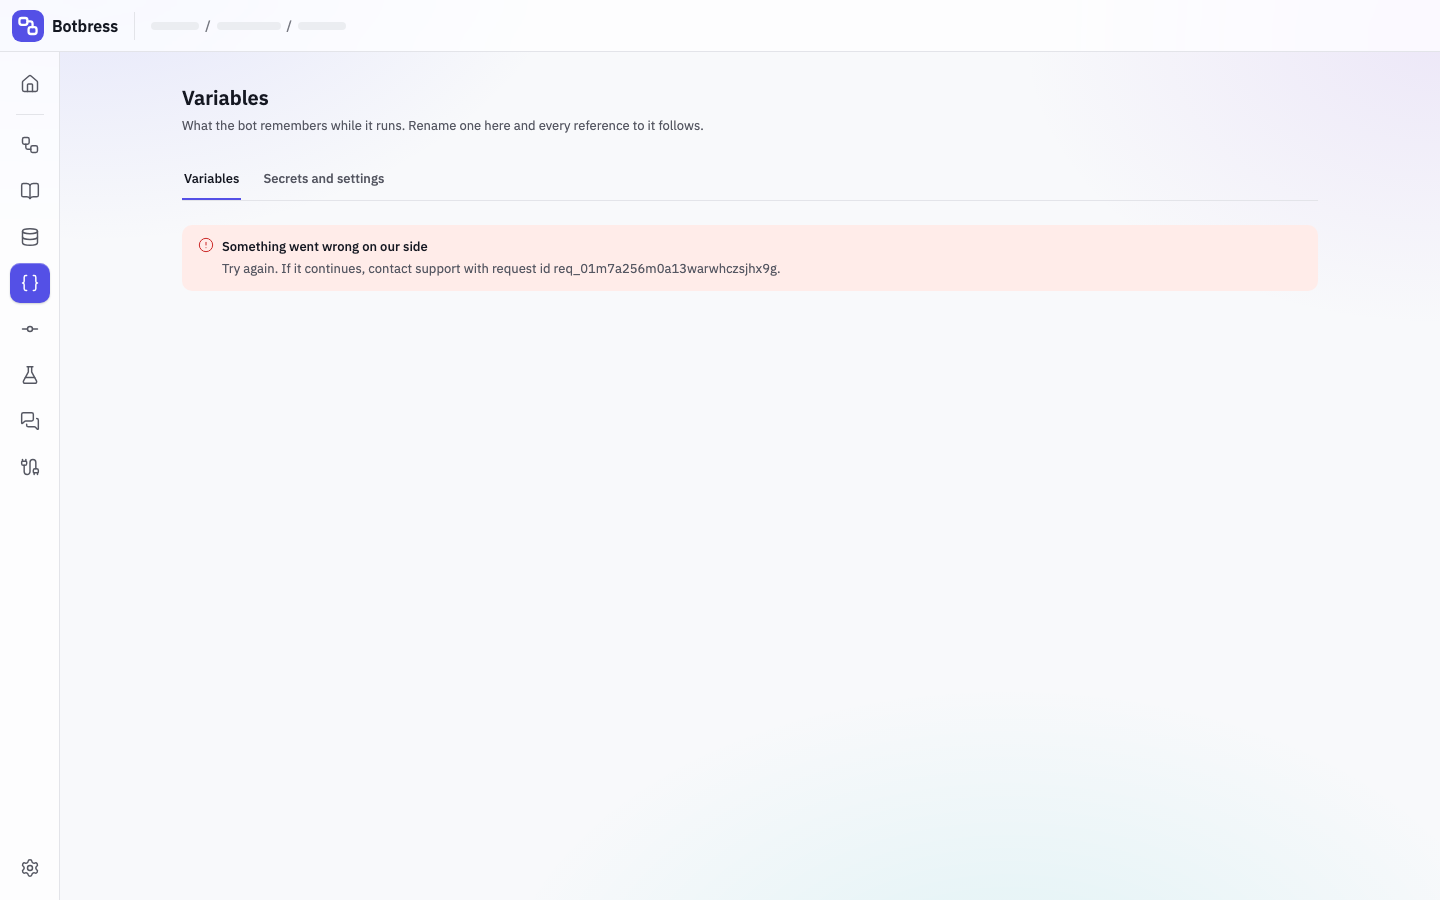 Botbress / / /
Variables
What the bot remembers while it runs. Rename one here and every reference to it follows.
Variables Secrets and settings
Something went wrong on our side
Try again. If it continues, contact support with request id req_01m7a256m0a13warwhczsjhx9g.